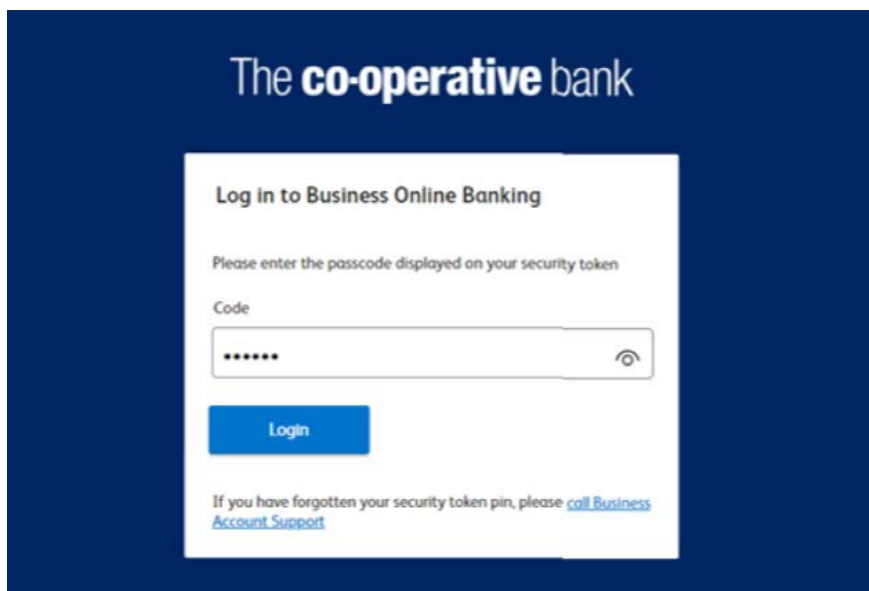 The co-operative bank
Log in to Business Online Banking
Please enter the passcode displayed on your security token
Code
••••••
Login
If you have forgotten your security token pin, please call Business
Account Support